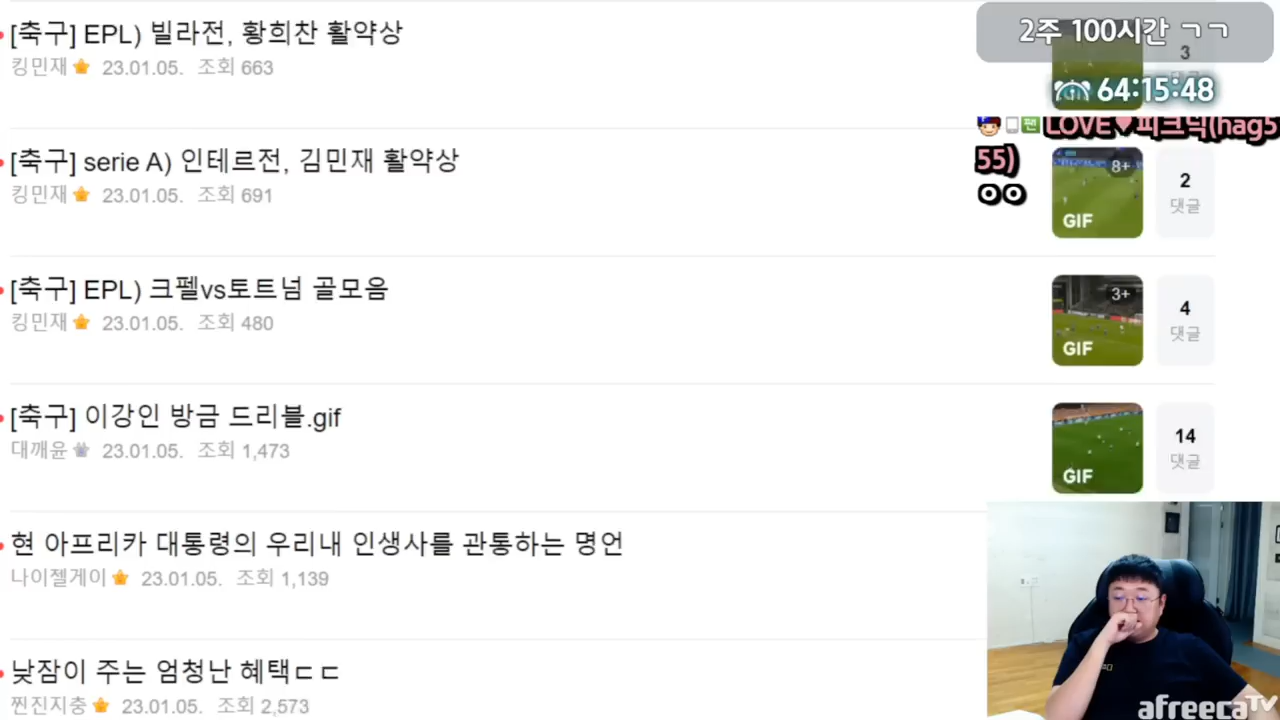 [축구] EPL) 빌라전, 황희찬 활약상
킹민재 23.01.05. 조회 663
3
2주 100시간 ㄱㄱ
64:15:48
LOVE♥피크닉(hag5
55)
[축구] serie A) 인테르전, 김민재 활약상
킹민재 23.01.05. 조회 691
8+
GIF
2
댓글
[축구] EPL) 크펠vs토트넘 골모음
킹민재 23.01.05. 조회 480
3+
GIF
4
댓글
[축구] 이강인 방금 드리블.gif
대깨윤 23.01.05. 조회 1,473
GIF
14
댓글
현 아프리카 대통령의 우리내 인생사를 관통하는 명언
나이젤게이 23.01.05. 조회 1,139
낮잠이 주는 엄청난 혜택ㄷㄷ
찐진지충 23.01.05. 조회 2,573
afreecaTV